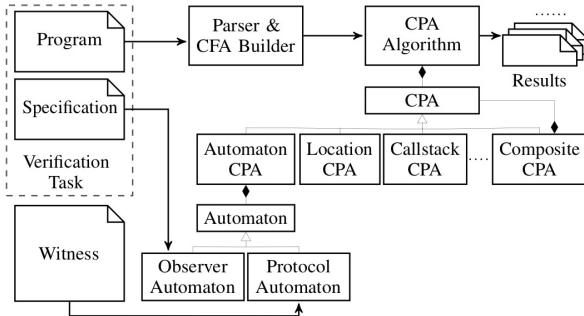 Program
Parser &
CFA Builder
CPA
Algorithm
......
Results
Specification
CPA
Verification
Task
Automaton
CPA
Location
CPA
Callstack
CPA
.....
Composite
CPA
Automaton
Witness
Observer
Automaton
Protocol
Automaton